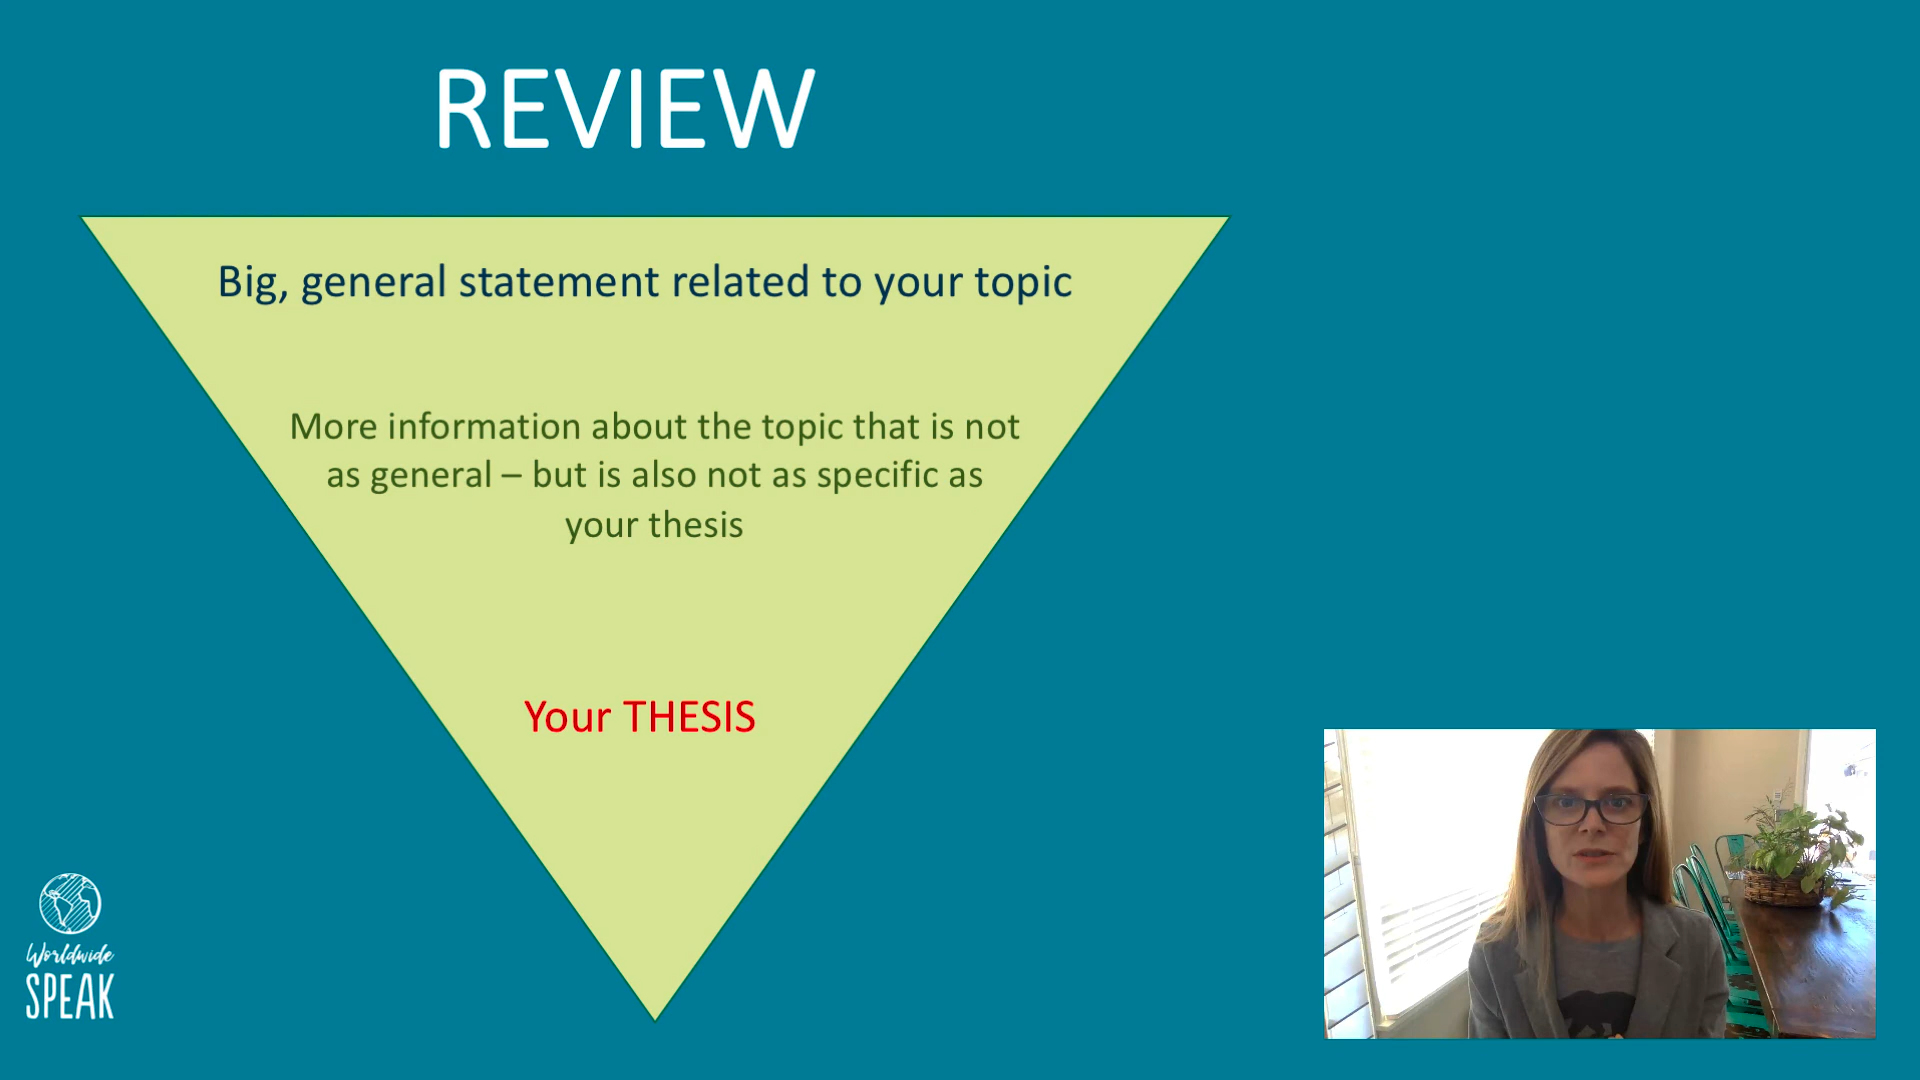 REVIEW
Big, general statement related to your topic
More information about the topic that is not
as general – but is also not as specific as
your thesis
Your THESIS
Worldwide
SPEAK